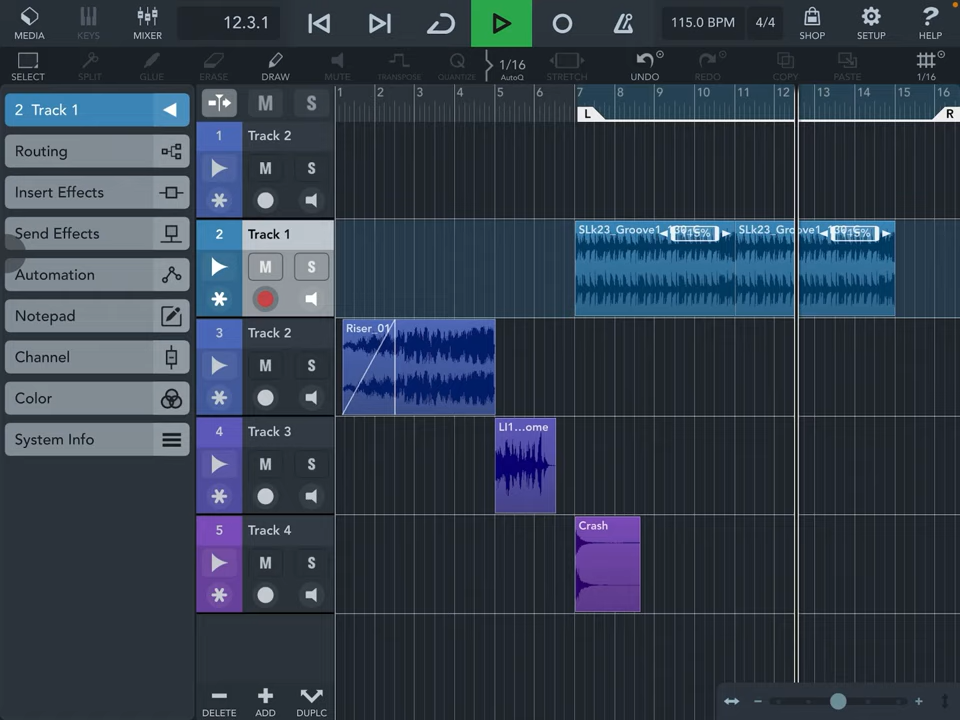 MEDIA
KEYS
MIXER
12.3.1
115.0 BPM
4/4
SHOP
SETUP
HELP
SELECT
SPLIT
GLUE
ERASE
DRAW
MUTE
TRANSPOSE
QUANTIZE
1/16
AutoQ
STRETCH
UNDO
REDO
COPY
PASTE
1/16
2 Track 1
Routing
Insert Effects
Send Effects
Automation
Notepad
Channel
Color
System Info
M S
1 2 3 4 5 6 7 8 9 10 11 12 13 14 15 16
L R
1 Track 2
M S
2 Track 1
M S
SLk23_Groove1_130
SLk23_Groove1_130
3 Track 2
M S
Riser_01
4 Track 3
M S
LI1...ome
5 Track 4
M S
Crash
DELETE
ADD
DUPLC